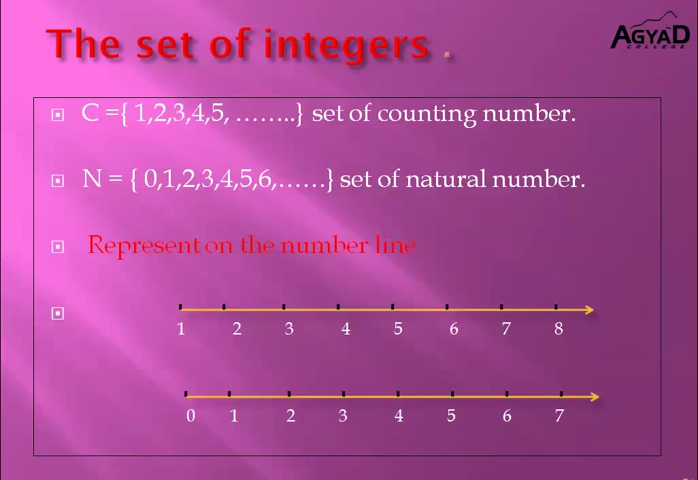 The set of integers .
AGYAD
COLLEGE
C ={ 1,2,3,4,5, ……..} set of counting number.
N = { 0,1,2,3,4,5,6,……} set of natural number.
Represent on the number line
1 2 3 4 5 6 7 8
0 1 2 3 4 5 6 7